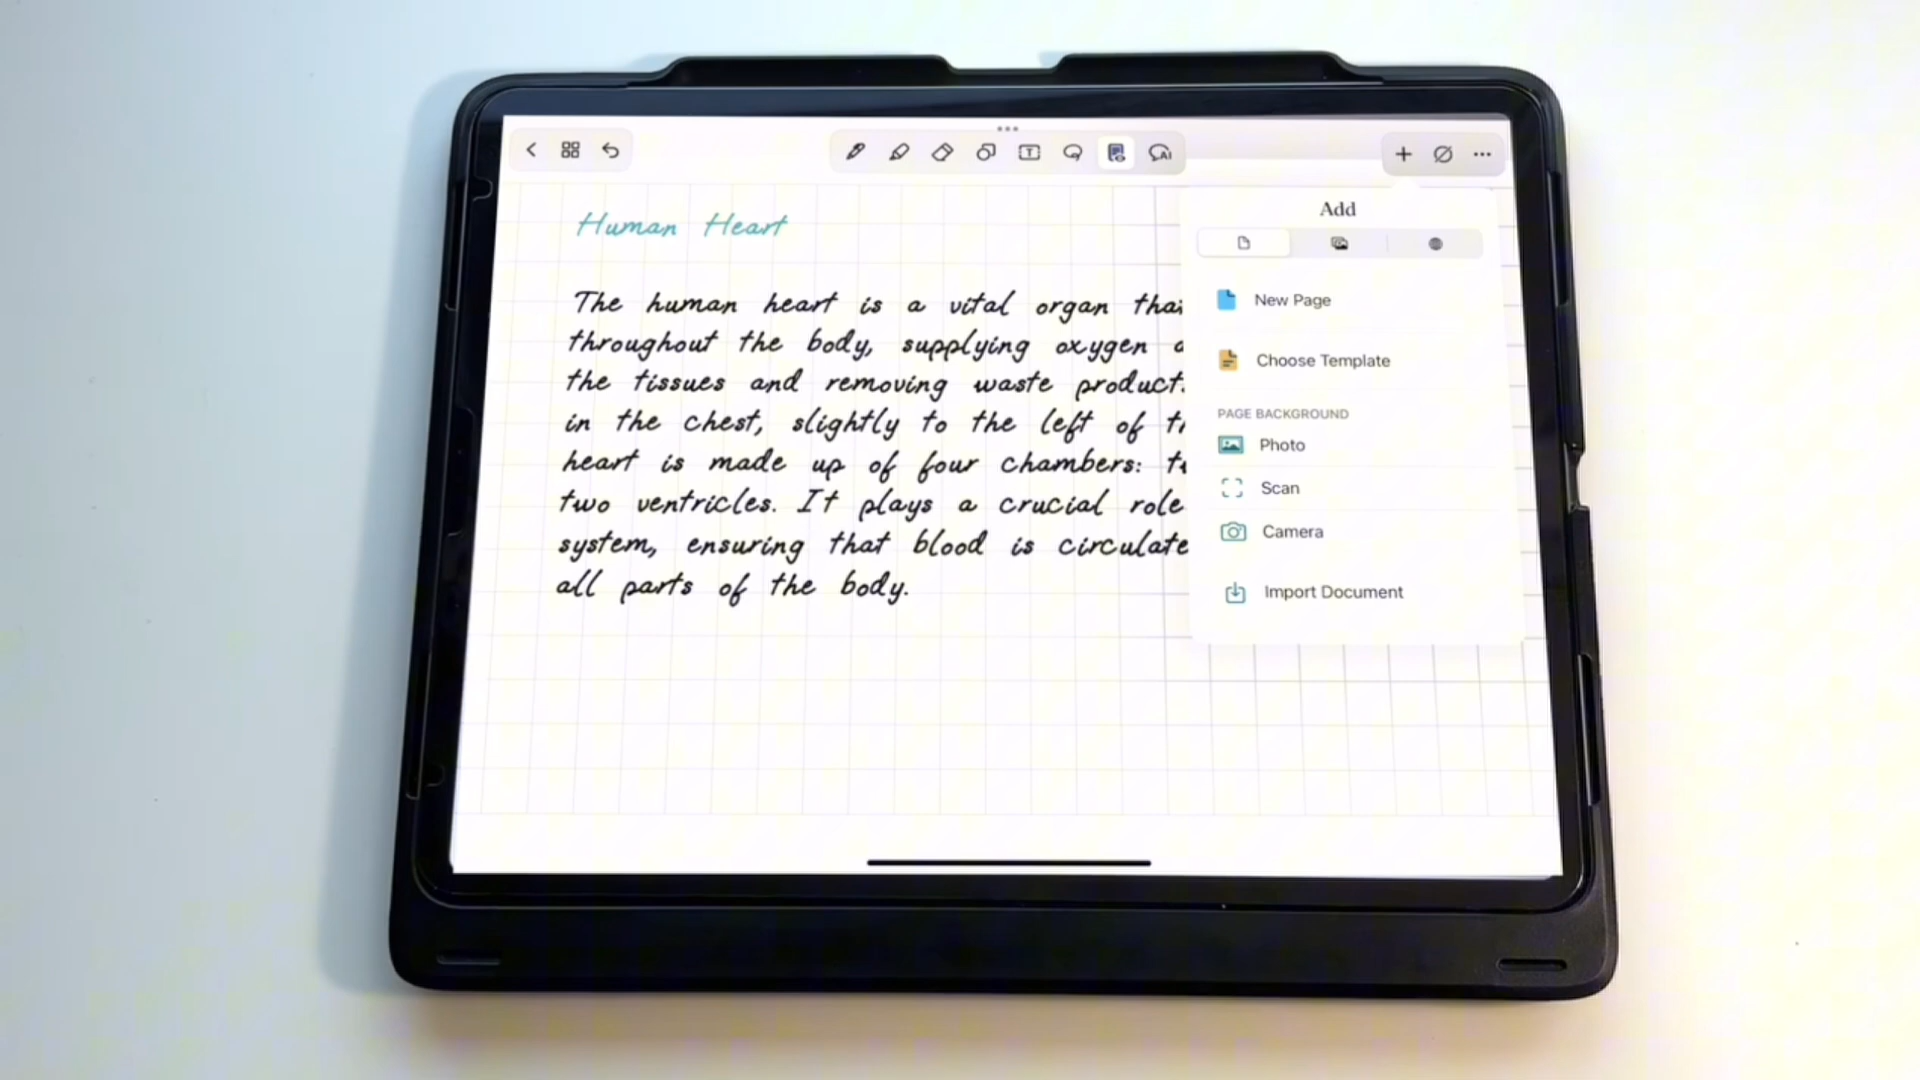 AI
Add
Human Heart
New Page
The human heart is a vital organ that
throughout the body, supplying oxygen
Choose Template
the tissues and removing waste product
PAGE BACKGROUND
in the chest, slightly to the left of
Photo
heart is made up of four chambers:
Scan
two ventricles. It plays a crucial role
Camera
system, ensuring that blood is circulate
all parts of the body.
Import Document